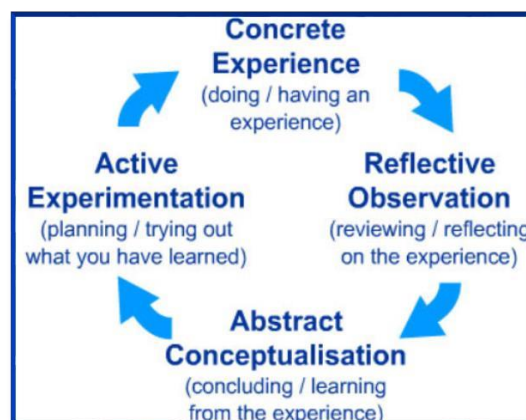 Concrete
Experience
(doing / having an
experience)
Active
Experimentation
(planning / trying out
what you have learned)
Reflective
Observation
(reviewing / reflecting
on the experience)
Abstract
Conceptualisation
(concluding / learning
from the experience)